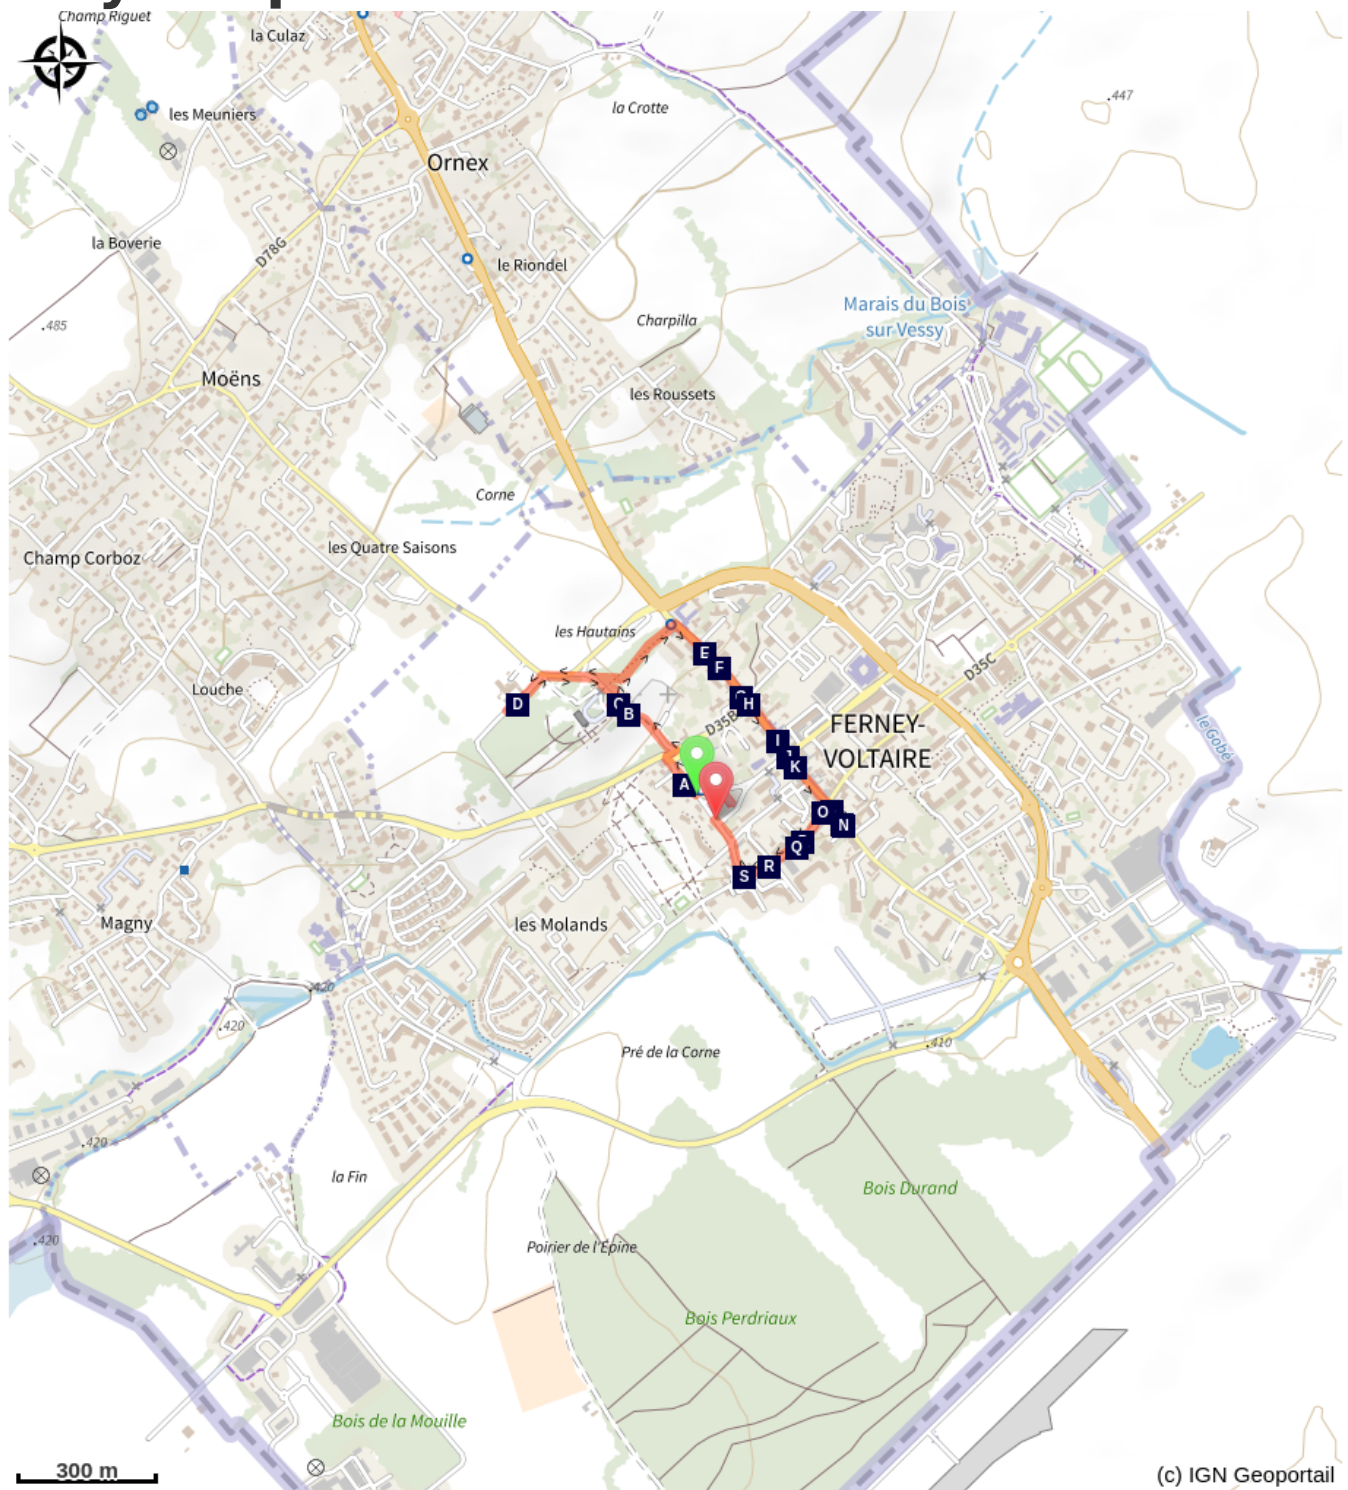 Champ Riguet
la Culaz
.447
la Crotte
les Meuniers
Ornex
la Boverie
D78G
le Riondel
Marais du Bois
sur Vessy
Charpilla
.485
Moëns
les Roussets
Corne
les Quatre Saisons
Champ Corboz
les Hautains
E
F
D35C
Louche
D
B
H
D35B
FERNEY-
VOLTAIRE
le Gobé
I
K
A
O
N
Q
R
S
Magny
les Molands
420
.420
Pré de la Corne
.410
.420
la Fin
Bois Durand
.420
Poirier de l'Épine
Bois Perdriaux
Bois de la Mouille
300 m
(c) IGN Geoportail